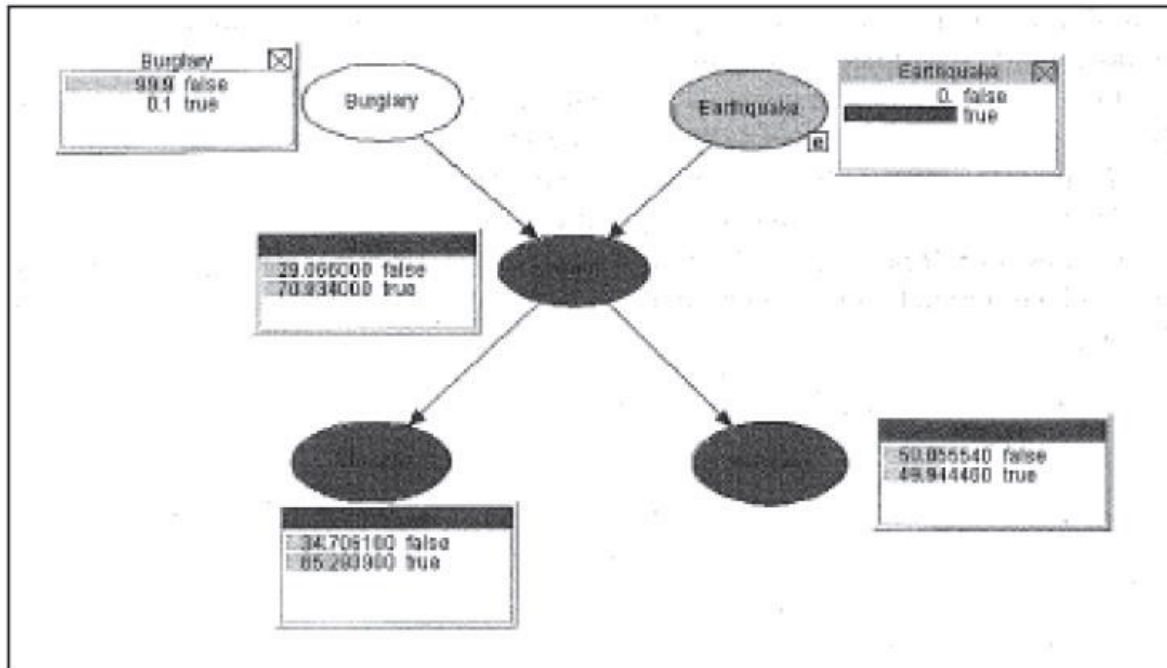 Burglary
99.9 false
0.1 true
Burglary
Earthquake
e
Earthquake
0. false
true
29.066000 false
70.934000 true
50.055540 false
49.944460 true
34.706100 false
65.293900 true